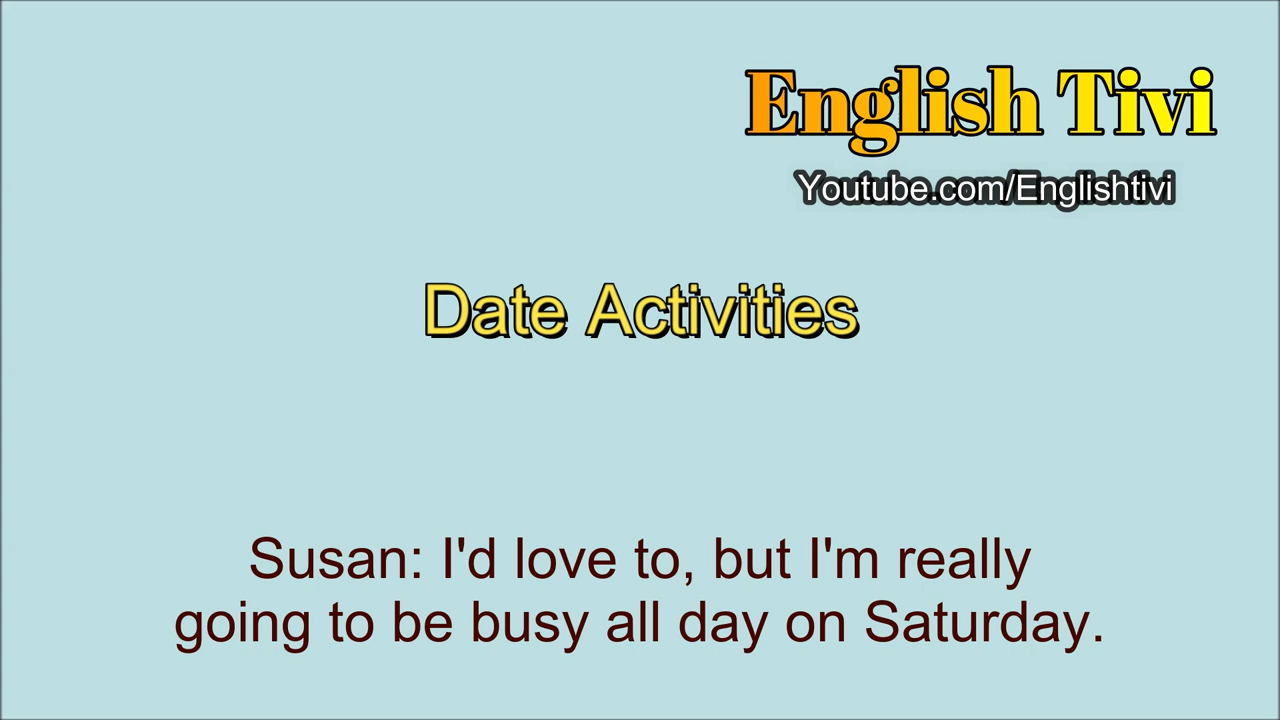 English Tivi
Youtube.com/Englishtivi
Date Activities
Susan: I'd love to, but I'm really
going to be busy all day on Saturday.